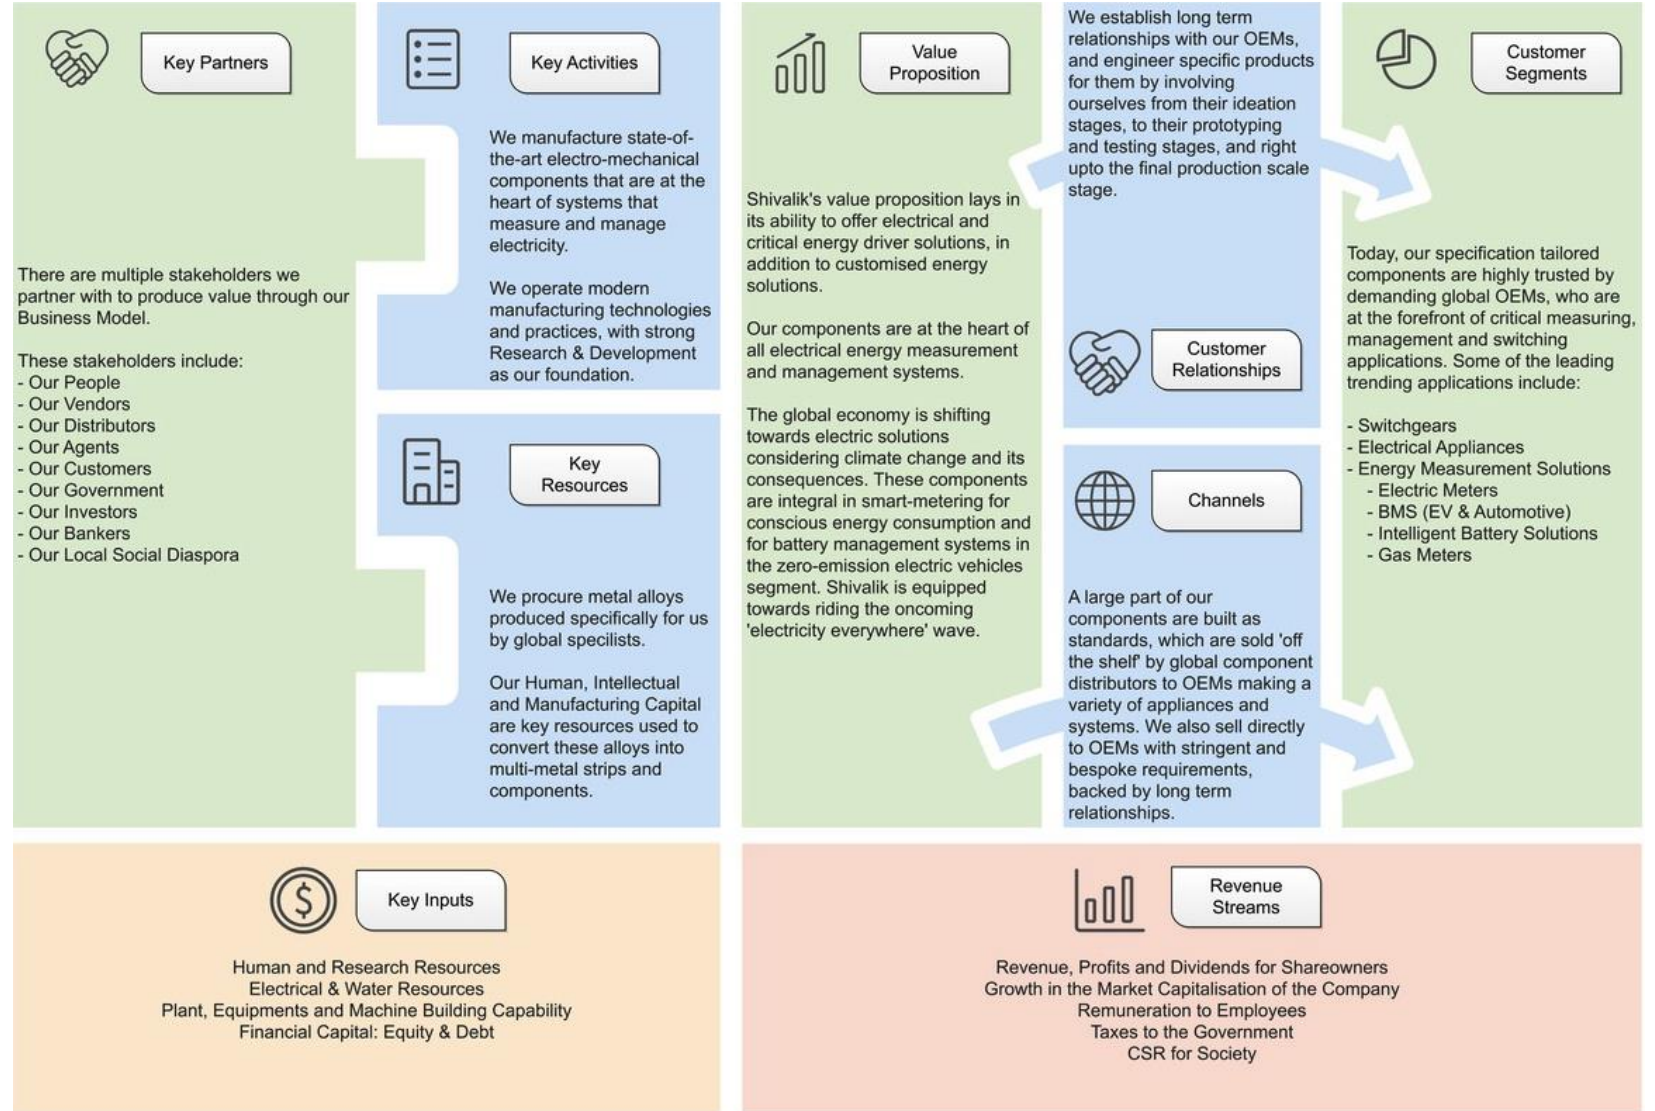 Key Partners
There are multiple stakeholders we
partner with to produce value through our
Business Model.
These stakeholders include:
- Our People
- Our Vendors
- Our Distributors
- Our Agents
- Our Customers
- Our Government
- Our Investors
- Our Bankers
- Our Local Social Diaspora
Key Activities
We manufacture state-of-
the-art electro-mechanical
components that are at the
heart of systems that
measure and manage
electricity.
We operate modern
manufacturing technologies
and practices, with strong
Research & Development
as our foundation.
Key
Resources
We procure metal alloys
produced specifically for us
by global specilists.
Our Human, Intellectual
and Manufacturing Capital
are key resources used to
convert these alloys into
multi-metal strips and
components.
Value
Proposition
Shivalik's value proposition lays in
its ability to offer electrical and
critical energy driver solutions, in
addition to customised energy
solutions.
Our components are at the heart of
all electrical energy measurement
and management systems.
The global economy is shifting
towards electric solutions
considering climate change and its
consequences. These components
are integral in smart-metering for
conscious energy consumption and
for battery management systems in
the zero-emission electric vehicles
segment. Shivalik is equipped
towards riding the oncoming
'electricity everywhere' wave.
We establish long term
relationships with our OEMs,
and engineer specific products
for them by involving
ourselves from their ideation
stages, to their prototyping
and testing stages, and right
upto the final production scale
stage.
Customer
Relationships
Channels
A large part of our
components are built as
standards, which are sold 'off
the shelf' by global component
distributors to OEMs making a
variety of appliances and
systems. We also sell directly
to OEMs with stringent and
bespoke requirements,
backed by long term
relationships.
Customer
Segments
Today, our specification tailored
components are highly trusted by
demanding global OEMs, who are
at the forefront of critical measuring,
management and switching
applications. Some of the leading
trending applications include:
- Switchgears
- Electrical Appliances
- Energy Measurement Solutions
- Electric Meters
- BMS (EV & Automotive)
- Intelligent Battery Solutions
- Gas Meters
$
Key Inputs
Human and Research Resources
Electrical & Water Resources
Plant, Equipments and Machine Building Capability
Financial Capital: Equity & Debt
Revenue
Streams
Revenue, Profits and Dividends for Shareowners
Growth in the Market Capitalisation of the Company
Remuneration to Employees
Taxes to the Government
CSR for Society